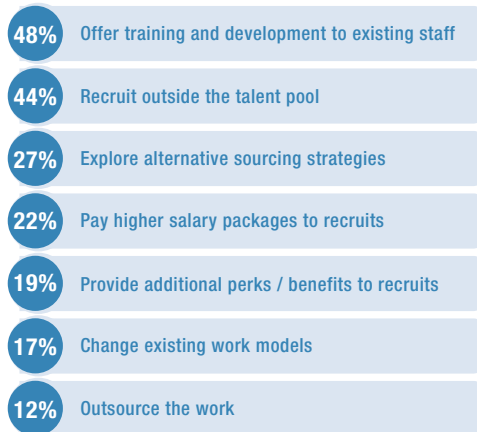 48% Offer training and development to existing staff
44% Recruit outside the talent pool
27% Explore alternative sourcing strategies
22% Pay higher salary packages to recruits
19% Provide additional perks / benefits to recruits
17% Change existing work models
12% Outsource the work